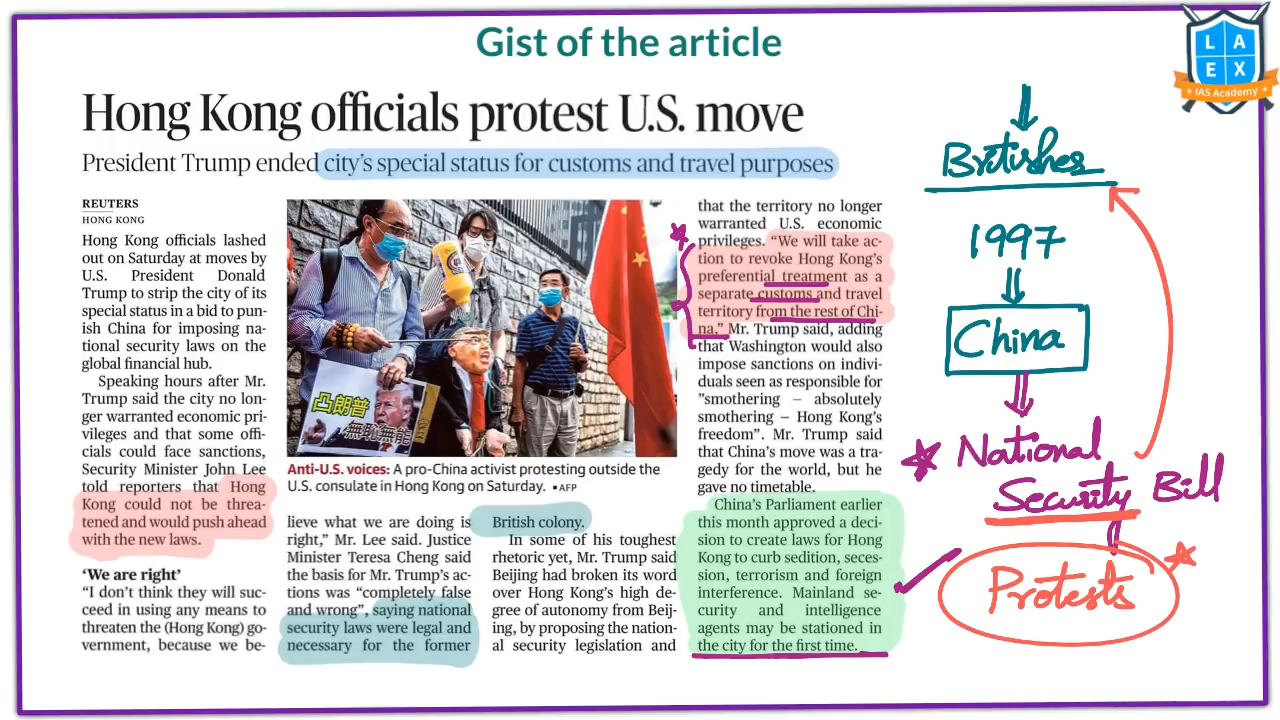 Gist of the article
L A
E X
IAS Academy
Hong Kong officials protest U.S. move
President Trump ended city's special status for customs and travel purposes
REUTERS
HONG KONG
Hong Kong officials lashed
out on Saturday at moves by
U.S. President Donald
Trump to strip the city of its
special status in a bid to pun-
ish China for imposing na-
tional security laws on the
global financial hub.
Speaking hours after Mr.
Trump said the city no lon-
ger warranted economic pri-
vileges and that some offi-
cials could face sanctions,
Security Minister John Lee
told reporters that Hong
Kong could not be threa-
tened and would push ahead
with the new laws.
'We are right'
"I don't think they will suc-
ceed in using any means to
threaten the (Hong Kong) go-
vernment, because we be-
凸朗普
無恥無能
Anti-U.S. voices: A pro-China activist protesting outside the
U.S. consulate in Hong Kong on Saturday. ▪AFP
lieve what we are doing is
right," Mr. Lee said. Justice
Minister Teresa Cheng said
the basis for Mr. Trump's ac-
tions was "completely false
and wrong", saying national
security laws were legal and
necessary for the former
British colony.
In some of his toughest
rhetoric yet, Mr. Trump said
Beijing had broken its word
over Hong Kong's high de-
gree of autonomy from Beij-
ing, by proposing the nation-
al security legislation and
that the territory no longer
warranted U.S. economic
privileges. "We will take ac-
tion to revoke Hong Kong's
preferential treatment as a
separate customs and travel
territory from the rest of Chi-
na," Mr. Trump said, adding
that Washington would also
impose sanctions on individ-
uals seen as responsible for
"smothering – absolutely
smothering – Hong Kong's
freedom". Mr. Trump said
that China's move was a tra-
gedy for the world, but he
gave no timetable.
China's Parliament earlier
this month approved a deci-
sion to create laws for Hong
Kong to curb sedition, seces-
sion, terrorism and foreign
interference. Mainland se-
curity and intelligence
agents may be stationed in
the city for the first time.
Britishes
1997
China
National
Security Bill
Protests